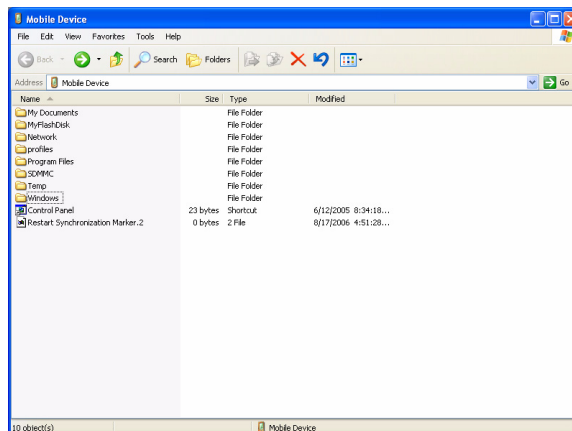 Mobile Device
File Edit View Favorites Tools Help
Back Search Folders
Address Mobile Device Go
Name Size Type Modified
My Documents File Folder
MyFlashDisk File Folder
Network File Folder
profiles File Folder
Program Files File Folder
SDMMC File Folder
Temp File Folder
Windows File Folder
Control Panel 23 bytes Shortcut 6/12/2005 8:34:18...
Restart Synchronization Marker.2 0 bytes 2 File 8/17/2006 4:51:28...
10 object(s) Mobile Device